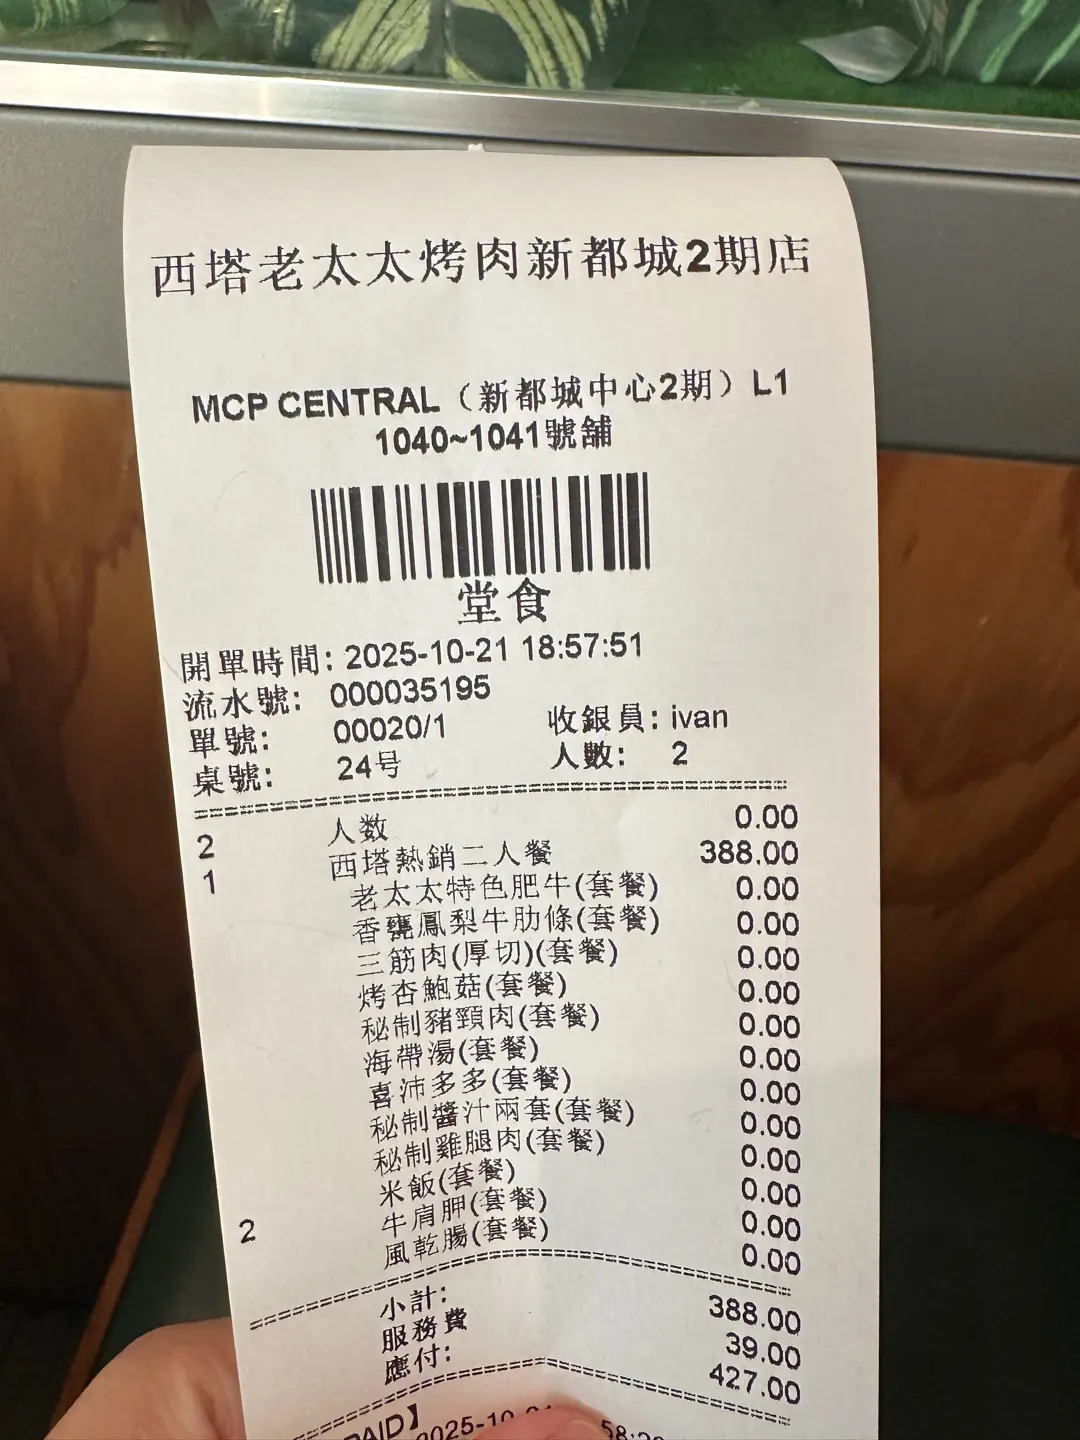 西塔老太太烤肉新都城2期店
MCP CENTRAL（新都城中心2期）L1
1040~1041號舖
堂食
開單時間: 2025-10-21 18:57:51
流水號: 000035195
單號: 00020/1 收銀員: ivan
桌號: 24号 人數: 2
2 人数 0.00
1 西塔熱銷二人餐 388.00
老太太特色肥牛(套餐) 0.00
香甕鳳梨牛肋條(套餐) 0.00
三筋肉(厚切)(套餐) 0.00
烤杏鮑菇(套餐) 0.00
秘制豬頸肉(套餐) 0.00
海帶湯(套餐) 0.00
喜沛多多(套餐) 0.00
秘制醬汁兩套(套餐) 0.00
秘制雞腿肉(套餐) 0.00
米飯(套餐) 0.00
2 牛肩胛(套餐) 0.00
風乾腸(套餐) 0.00
小計: 388.00
服務費 39.00
應付: 427.00
PAID】 2025-10-21